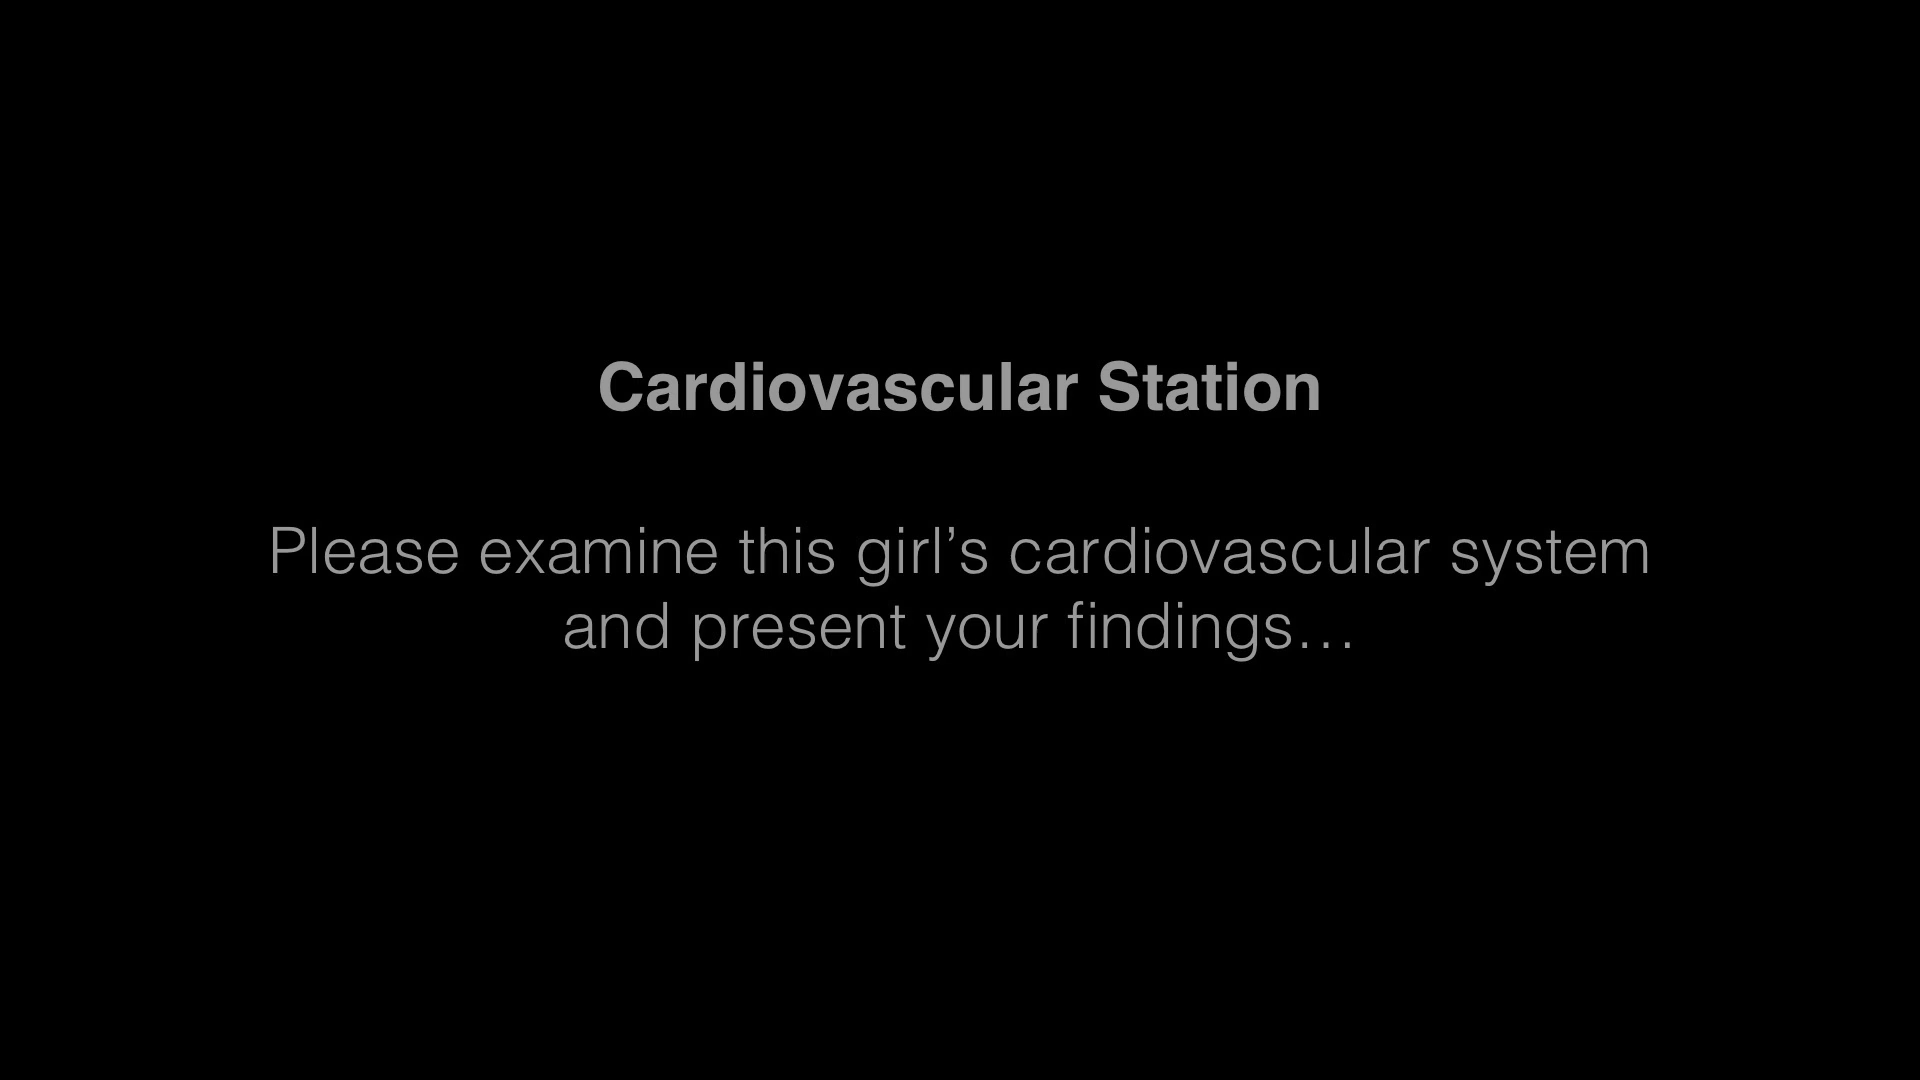 Cardiovascular Station
Please examine this girl’s cardiovascular system
and present your findings…